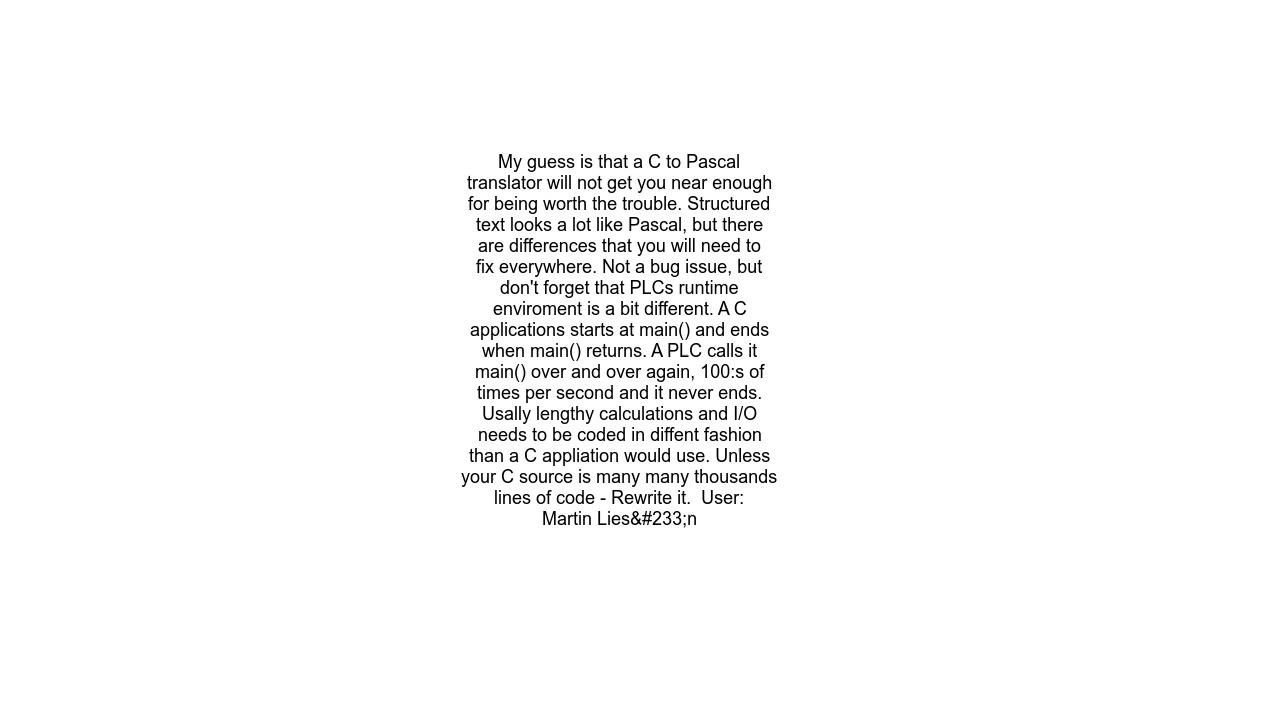 My guess is that a C to Pascal
translator will not get you near enough
for being worth the trouble. Structured
text looks a lot like Pascal, but there
are differences that you will need to
fix everywhere. Not a bug issue, but
don't forget that PLCs runtime
enviroment is a bit different. A C
applications starts at main() and ends
when main() returns. A PLC calls it
main() over and over again, 100:s of
times per second and it never ends.
Usally lengthy calculations and I/O
needs to be coded in diffent fashion
than a C appliation would use. Unless
your C source is many many thousands
lines of code - Rewrite it.  User:
Martin Lies&#233;n